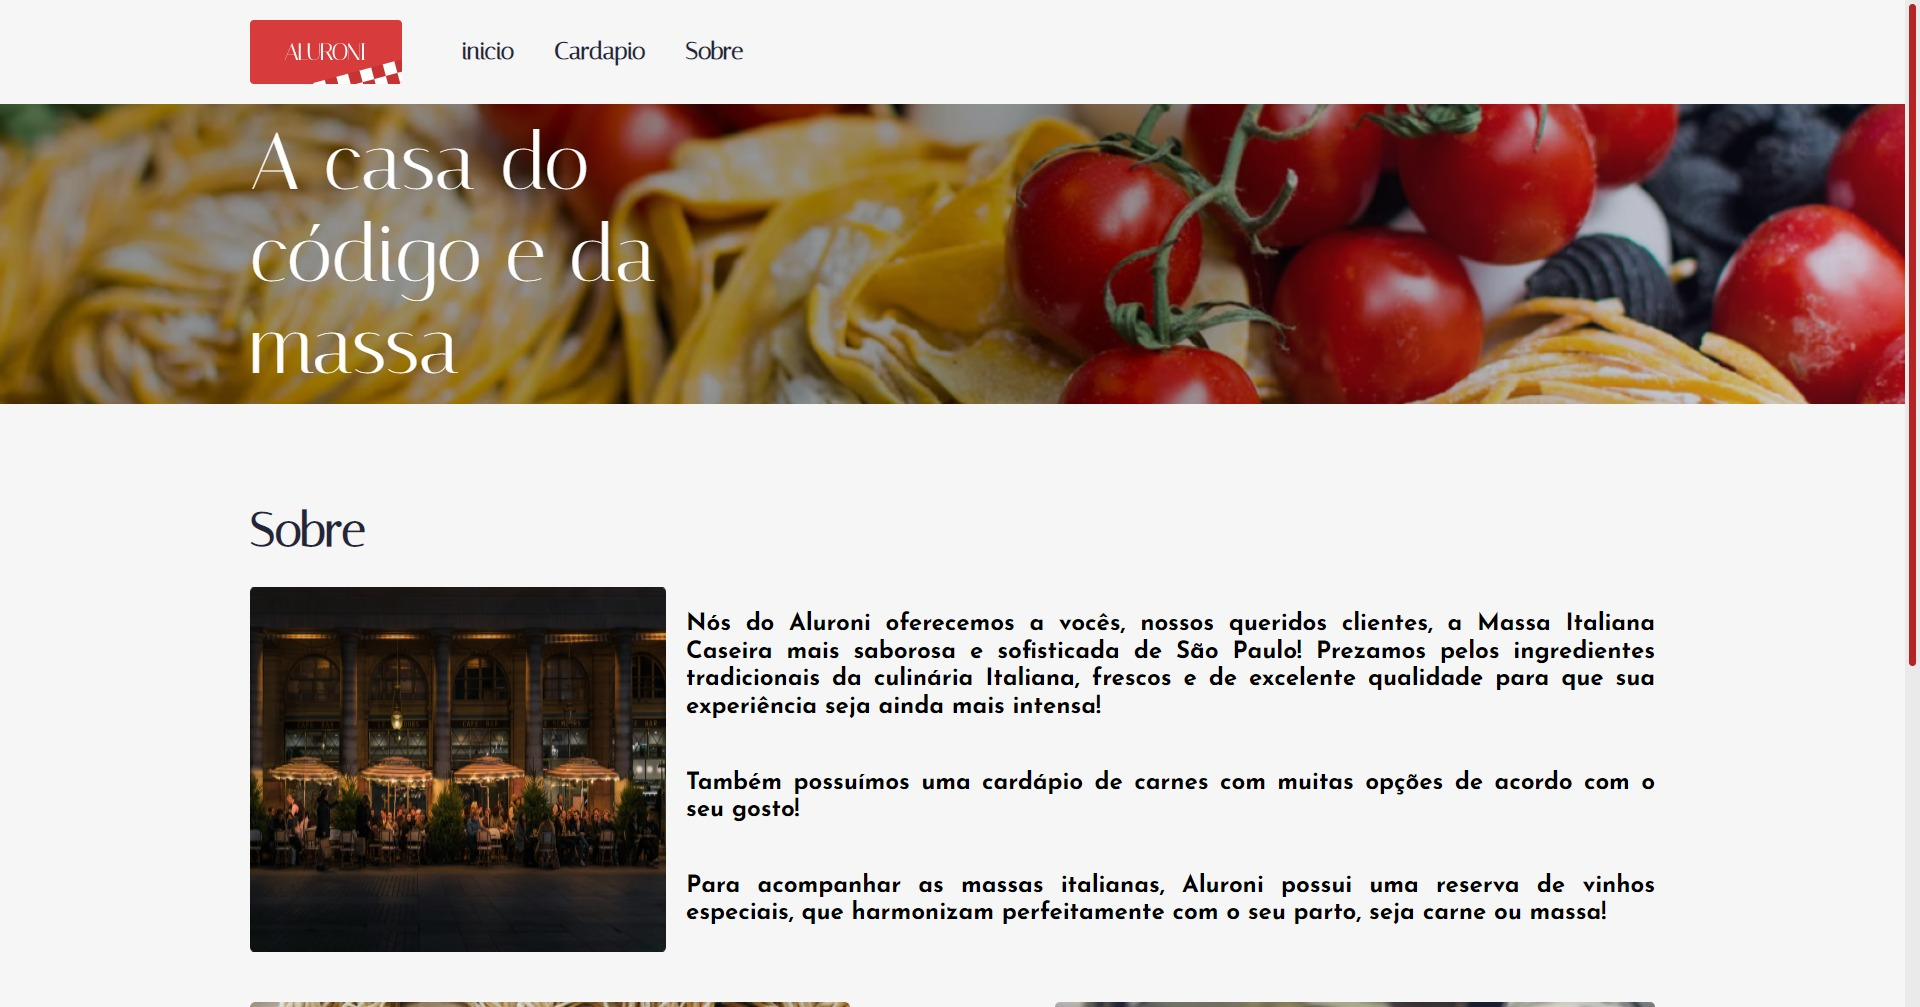 ALURONI
inicio Cardapio Sobre
A casa do
código e da
massa
Sobre
Nós do Aluroni oferecemos a vocês, nossos queridos clientes, a Massa Italiana
Caseira mais saborosa e sofisticada de São Paulo! Prezamos pelos ingredientes
tradicionais da culinária Italiana, frescos e de excelente qualidade para que sua
experiência seja ainda mais intensa!
Também possuímos uma cardápio de carnes com muitas opções de acordo com o
seu gosto!
Para acompanhar as massas italianas, Aluroni possui uma reserva de vinhos
especiais, que harmonizam perfeitamente com o seu parto, seja carne ou massa!